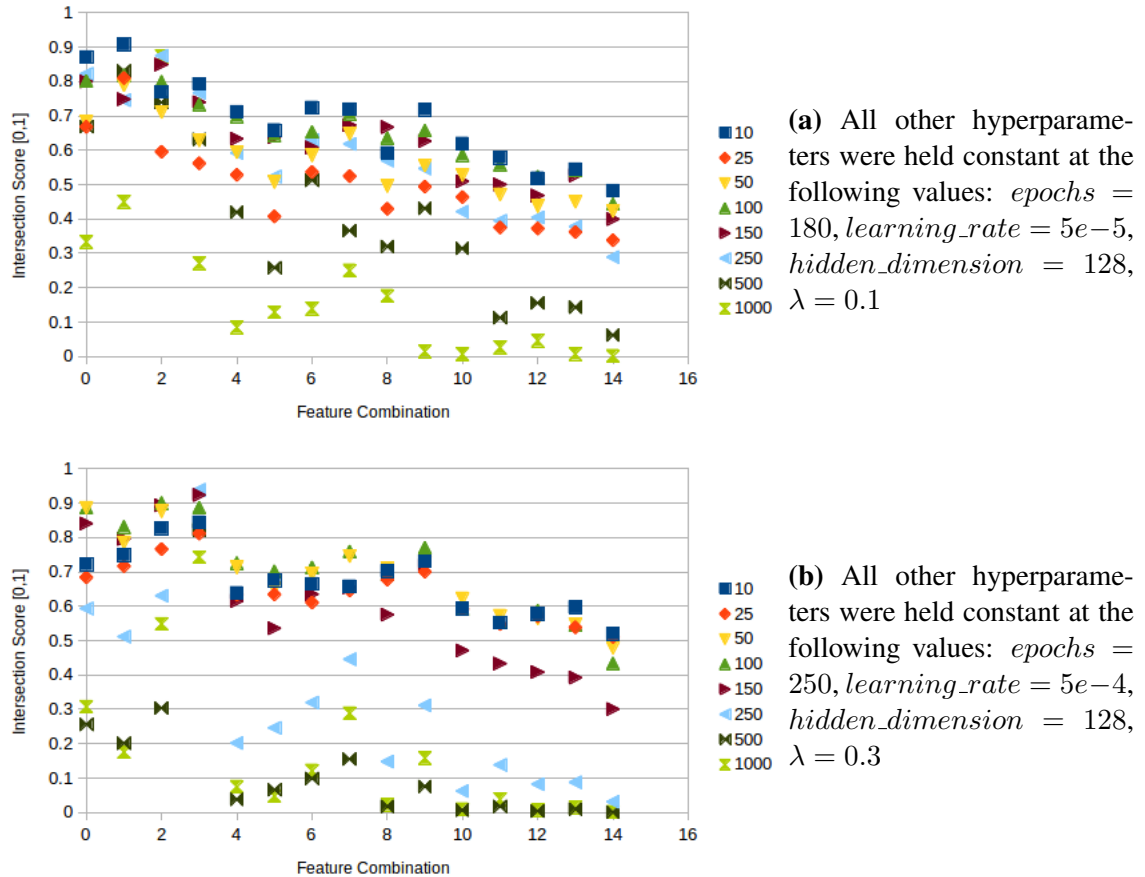 1
0.9
0.8
0.7
0.6
0.5
0.4
0.3
0.2
0.1
0
Intersection Score [0,1]
0 2 4 6 8 10 12 14 16
Feature Combination
10
25
50
100
150
250
500
1000
(a) All other hyperparame-
ters were held constant at the
following values: epochs =
180, learning_rate = 5e−5,
hidden_dimension = 128,
λ = 0.1
1
0.9
0.8
0.7
0.6
0.5
0.4
0.3
0.2
0.1
0
Intersection Score [0,1]
0 2 4 6 8 10 12 14 16
Feature Combination
10
25
50
100
150
250
500
1000
(b) All other hyperparame-
ters were held constant at the
following values: epochs =
250, learning_rate = 5e−4,
hidden_dimension = 128,
λ = 0.3